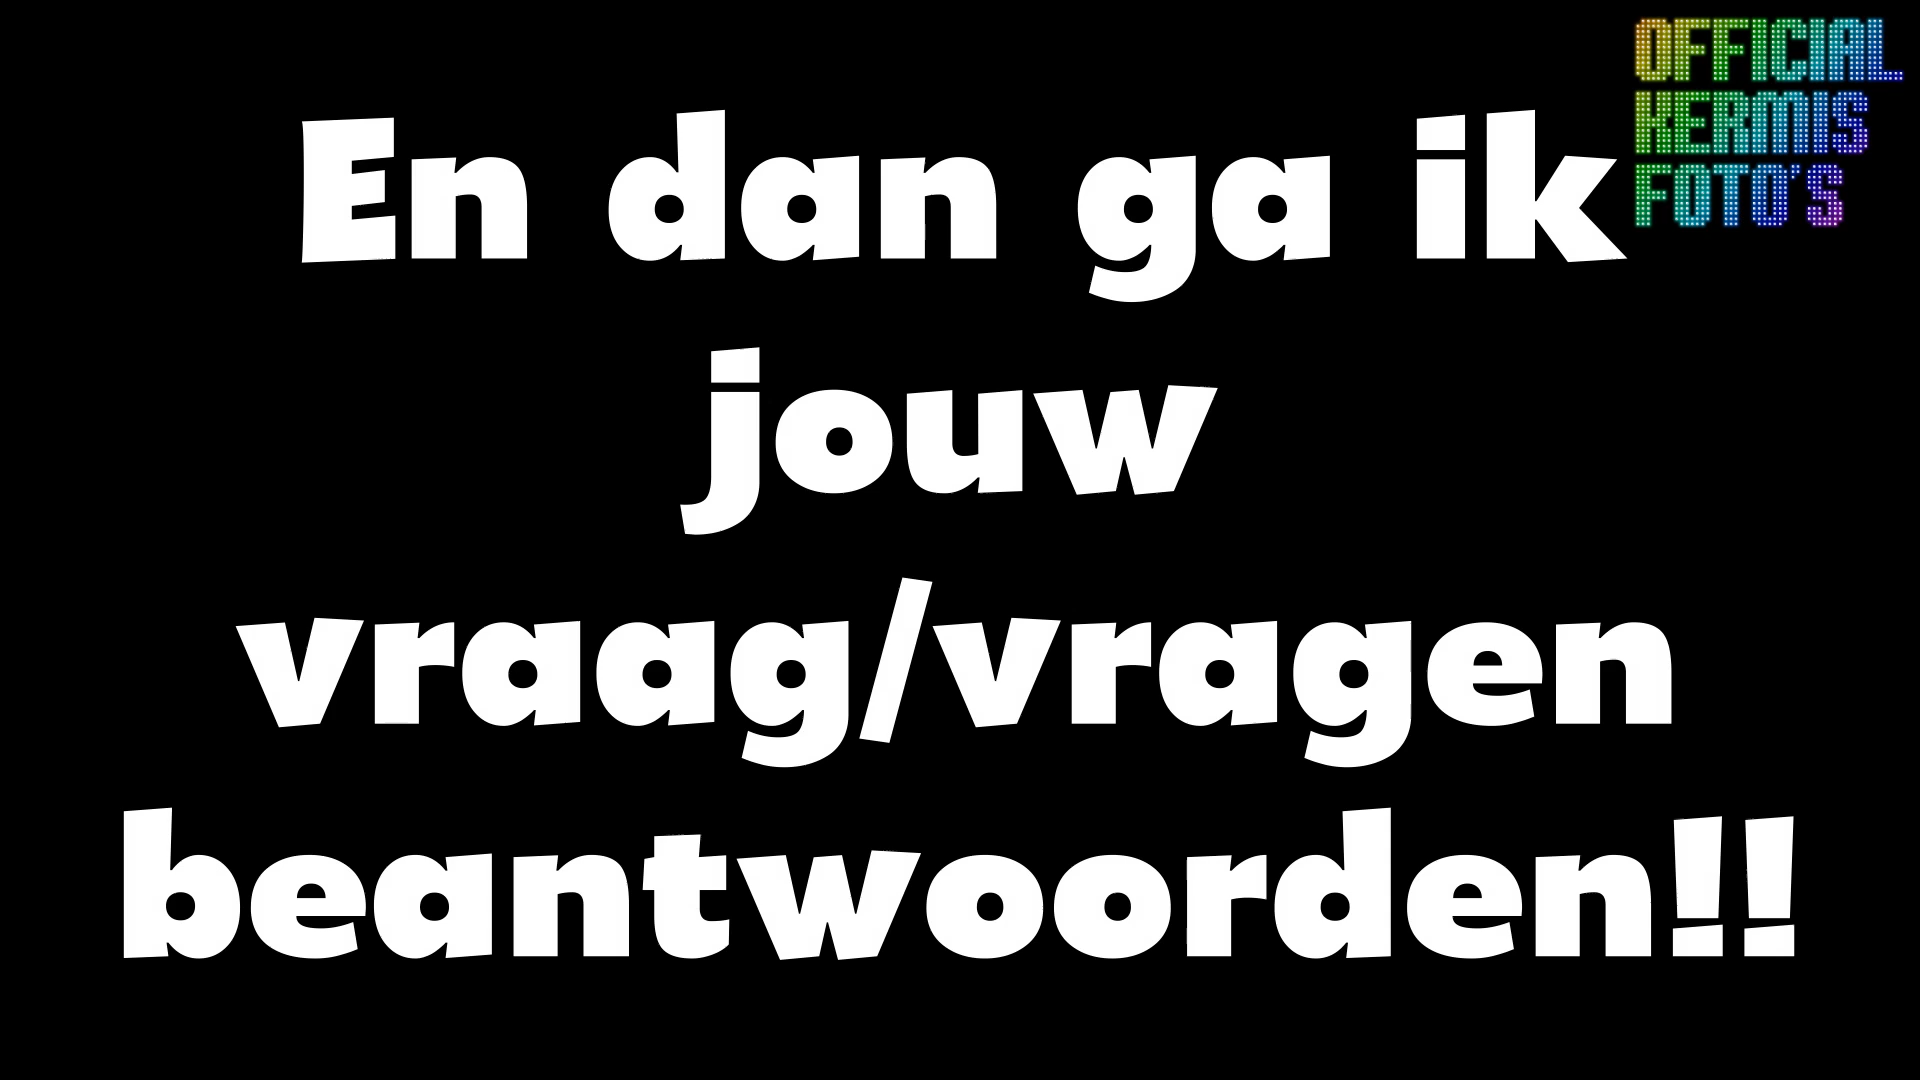 En dan ga ik
jouw
vraag/vragen
beantwoorden!!
OFFICIAL
KERMIS
FOTO'S